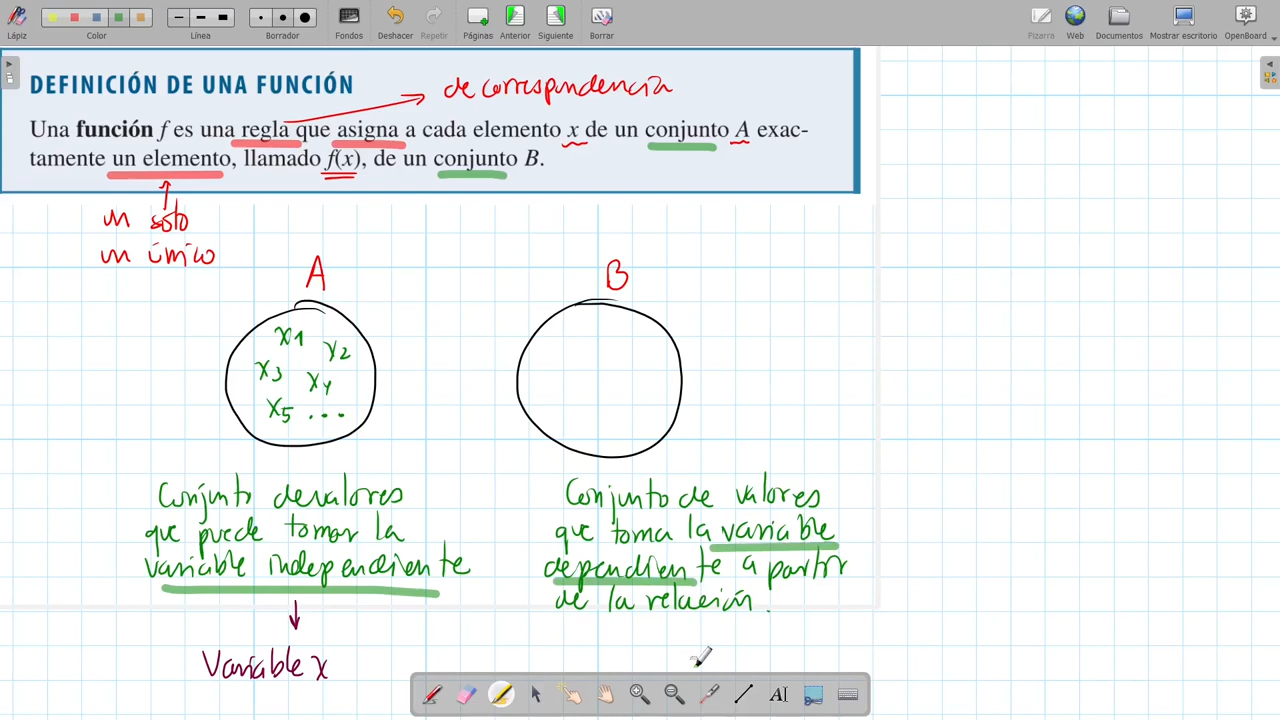 Lápiz Color Línea Borrador Fondos Deshacer Repetir Páginas Anterior Siguiente Borrar Pizarra Web Documentos Mostrar escritorio OpenBoard
DEFINICIÓN DE UNA FUNCIÓN
de correspondencia
Una función f es una regla que asigna a cada elemento x de un conjunto A exac-
tamente un elemento, llamado f(x), de un conjunto B.
un solo
un único
A
B
x1
x2
x3
x4
x5 ...
Conjunto de valores
que puede tomar la
variable independiente
Conjunto de valores
que toma la variable
dependiente a partir
de la relación.
Variable x